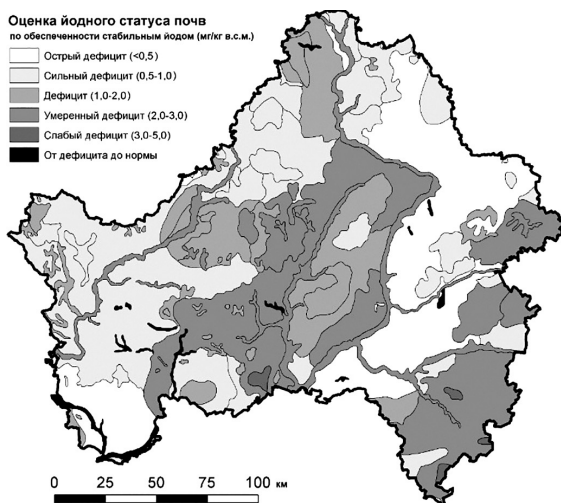 Оценка йодного статуса почв
по обеспеченности стабильным йодом (мг/кг в.с.м.)
Острый дефицит (<0,5)
Сильный дефицит (0,5-1,0)
Дефицит (1,0-2,0)
Умеренный дефицит (2,0-3,0)
Слабый дефицит (3,0-5,0)
От дефицита до нормы
0 25 50 75 100 км